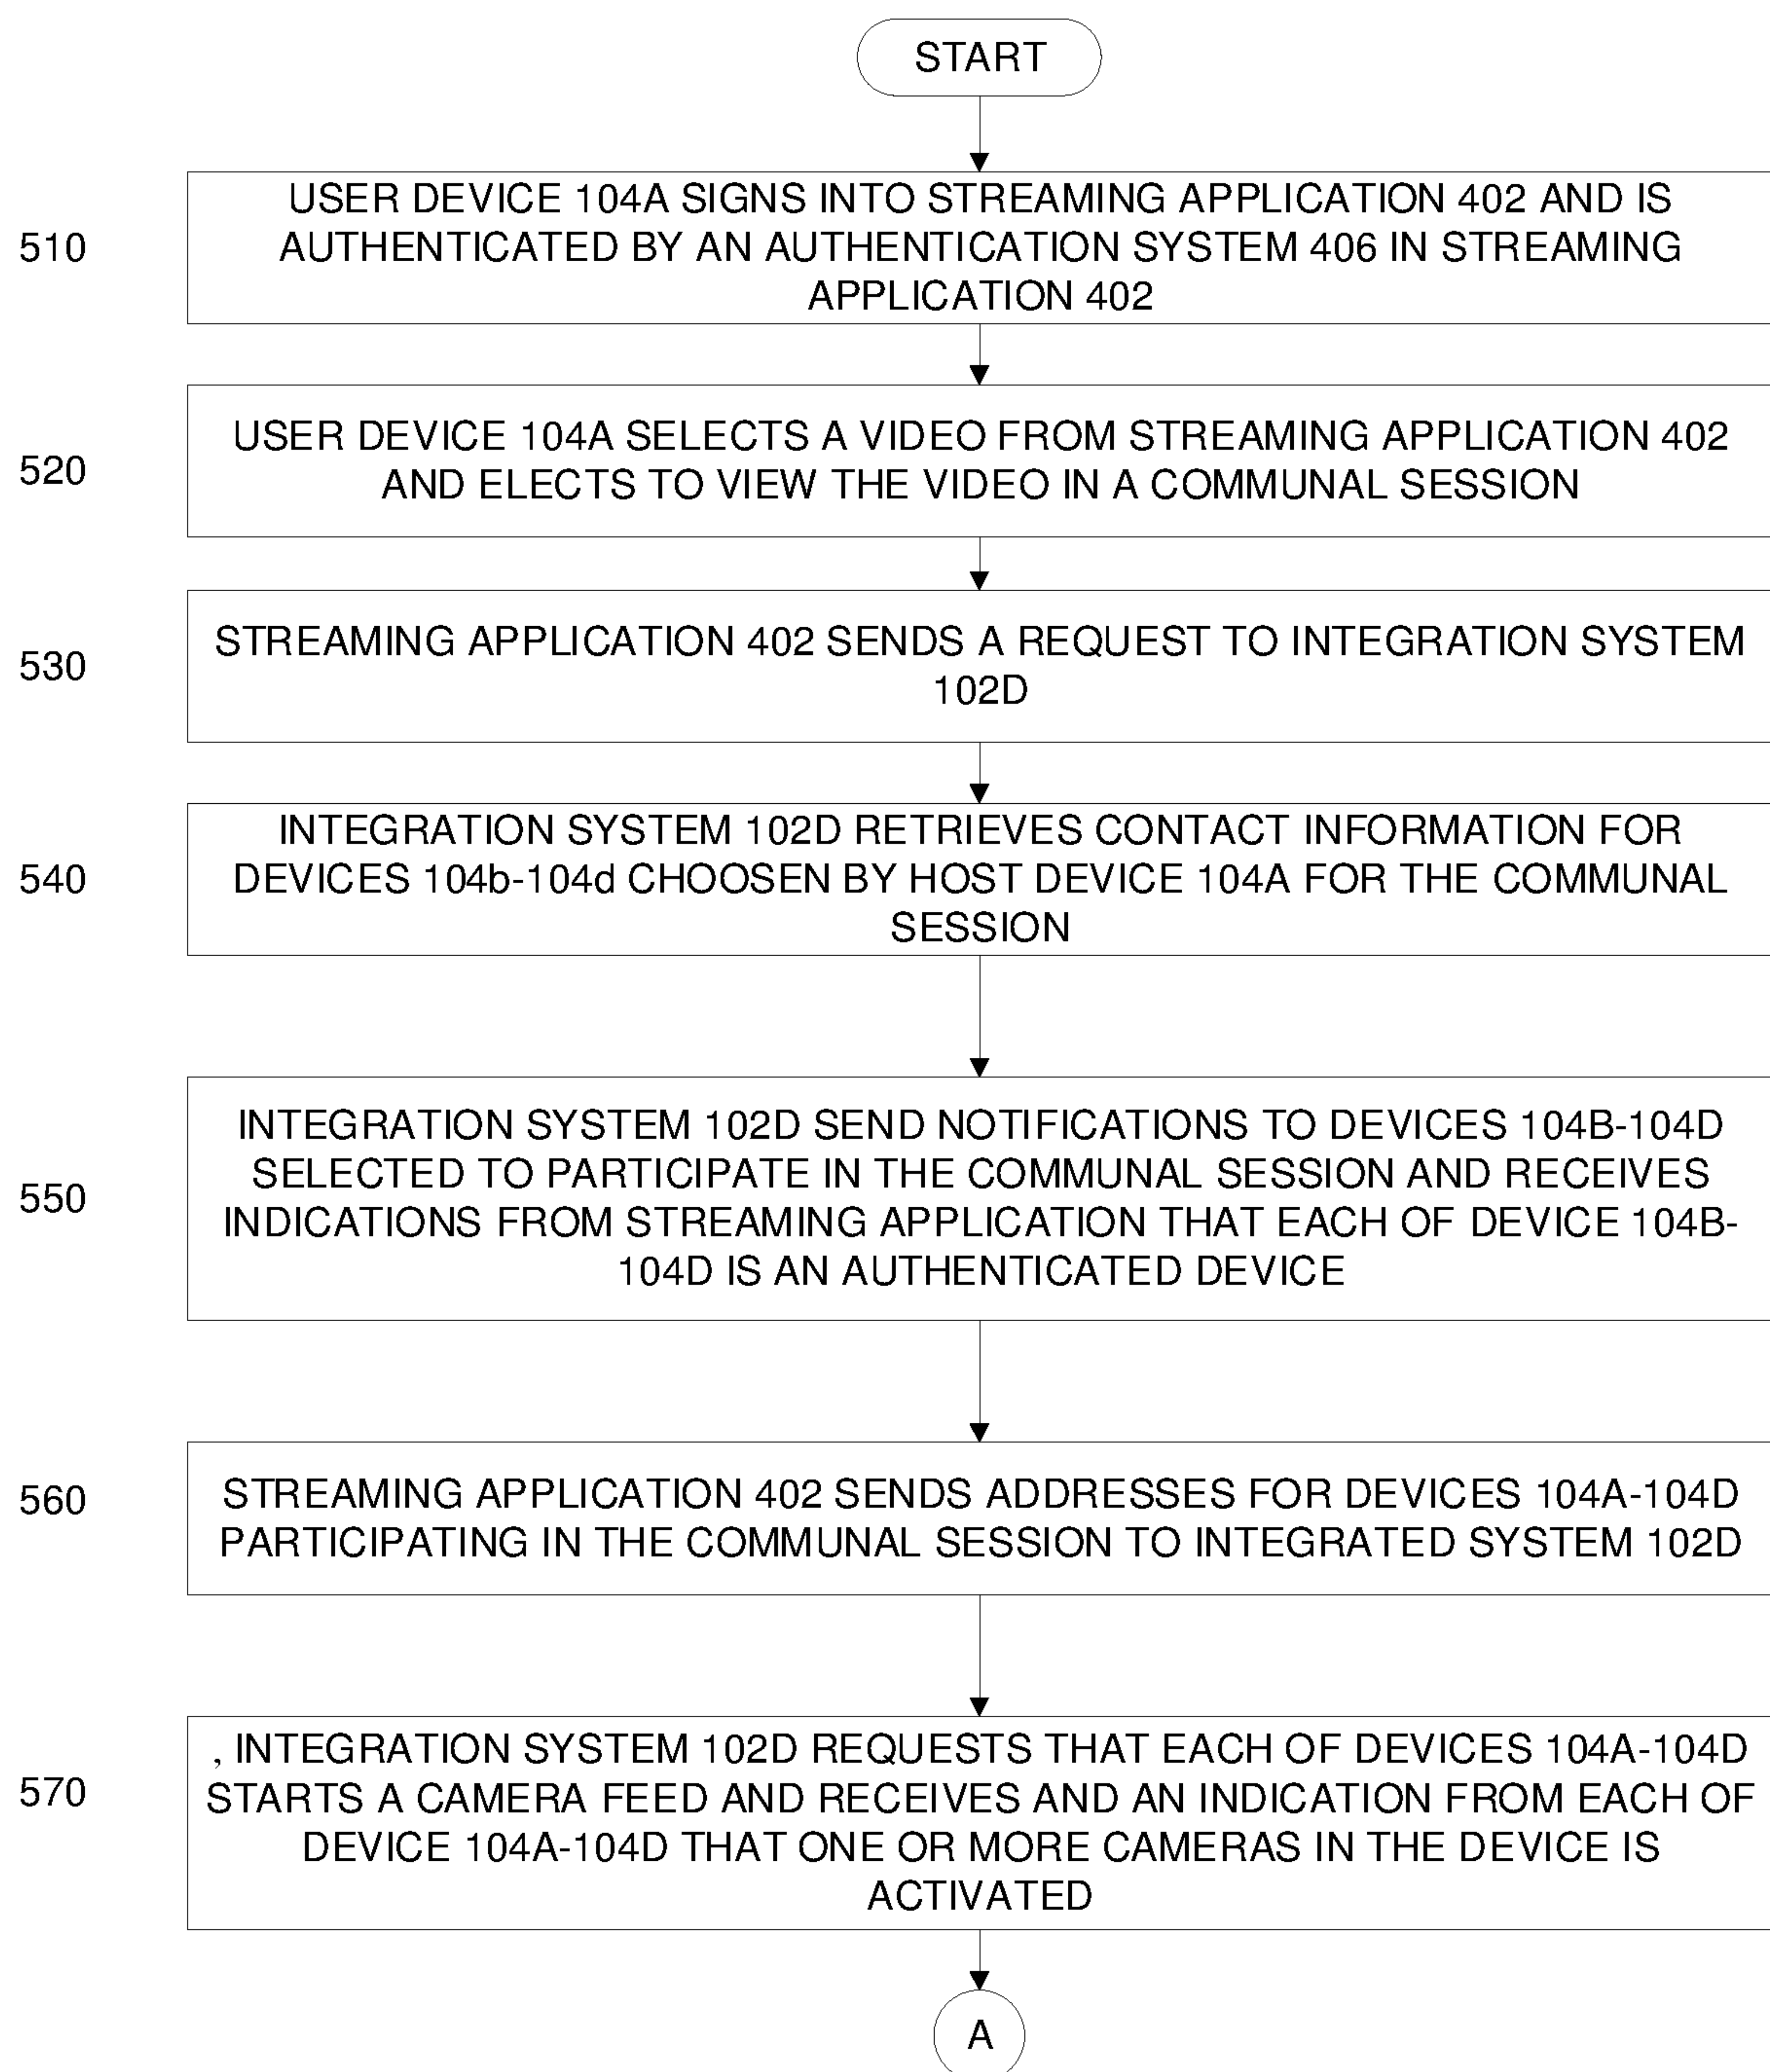 START
510
USER DEVICE 104A SIGNS INTO STREAMING APPLICATION 402 AND IS
AUTHENTICATED BY AN AUTHENTICATION SYSTEM 406 IN STREAMING
APPLICATION 402
520
USER DEVICE 104A SELECTS A VIDEO FROM STREAMING APPLICATION 402
AND ELECTS TO VIEW THE VIDEO IN A COMMUNAL SESSION
530
STREAMING APPLICATION 402 SENDS A REQUEST TO INTEGRATION SYSTEM
102D
540
INTEGRATION SYSTEM 102D RETRIEVES CONTACT INFORMATION FOR
DEVICES 104b-104d CHOOSEN BY HOST DEVICE 104A FOR THE COMMUNAL
SESSION
550
INTEGRATION SYSTEM 102D SEND NOTIFICATIONS TO DEVICES 104B-104D
SELECTED TO PARTICIPATE IN THE COMMUNAL SESSION AND RECEIVES
INDICATIONS FROM STREAMING APPLICATION THAT EACH OF DEVICE 104B-
104D IS AN AUTHENTICATED DEVICE
560
STREAMING APPLICATION 402 SENDS ADDRESSES FOR DEVICES 104A-104D
PARTICIPATING IN THE COMMUNAL SESSION TO INTEGRATED SYSTEM 102D
570
, INTEGRATION SYSTEM 102D REQUESTS THAT EACH OF DEVICES 104A-104D
STARTS A CAMERA FEED AND RECEIVES AND AN INDICATION FROM EACH OF
DEVICE 104A-104D THAT ONE OR MORE CAMERAS IN THE DEVICE IS
ACTIVATED
A